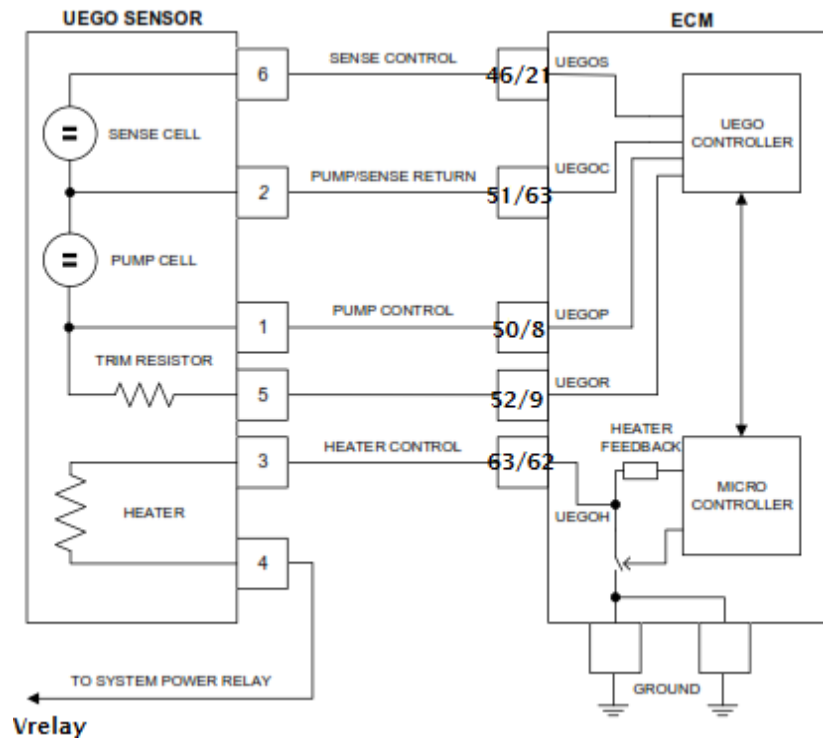 UEGO SENSOR
ECM
6
SENSE CONTROL
46/21
UEGOS
SENSE CELL
UEGO
CONTROLLER
2
PUMP/SENSE RETURN
51/63
UEGOC
PUMP CELL
1
PUMP CONTROL
50/8
UEGOP
TRIM RESISTOR
5
52/9
UEGOR
3
HEATER CONTROL
63/62
HEATER
FEEDBACK
HEATER
UEGOH
MICRO
CONTROLLER
4
TO SYSTEM POWER RELAY
GROUND
Vrelay